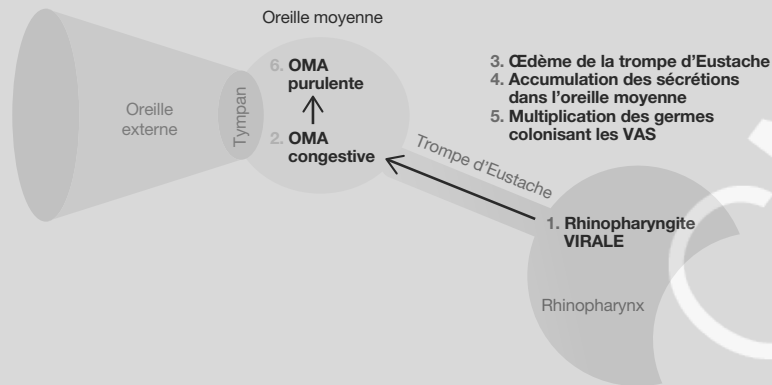 Oreille moyenne
6. OMA
purulente
2. OMA
congestive
Oreille
externe
Tympan
3. Œdème de la trompe d'Eustache
4. Accumulation des sécrétions
dans l'oreille moyenne
5. Multiplication des germes
colonisant les VAS
Trompe d'Eustache
1. Rhinopharyngite
VIRALE
Rhinopharynx